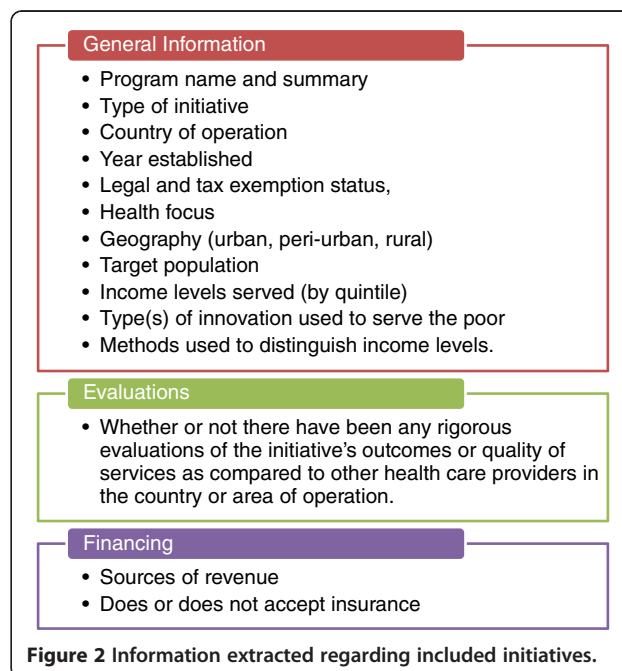 General Information
• Program name and summary
• Type of initiative
• Country of operation
• Year established
• Legal and tax exemption status,
• Health focus
• Geography (urban, peri-urban, rural)
• Target population
• Income levels served (by quintile)
• Type(s) of innovation used to serve the poor
• Methods used to distinguish income levels.
Evaluations
• Whether or not there have been any rigorous
evaluations of the initiative's outcomes or quality of
services as compared to other health care providers in
the country or area of operation.
Financing
• Sources of revenue
• Does or does not accept insurance
Figure 2 Information extracted regarding included initiatives.